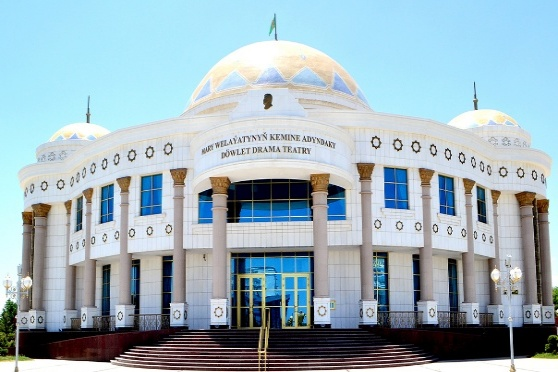 MARY WELAÝATYNYŇ KEMINE ADYNDAKY
DÖWLET DRAMA TEATRY